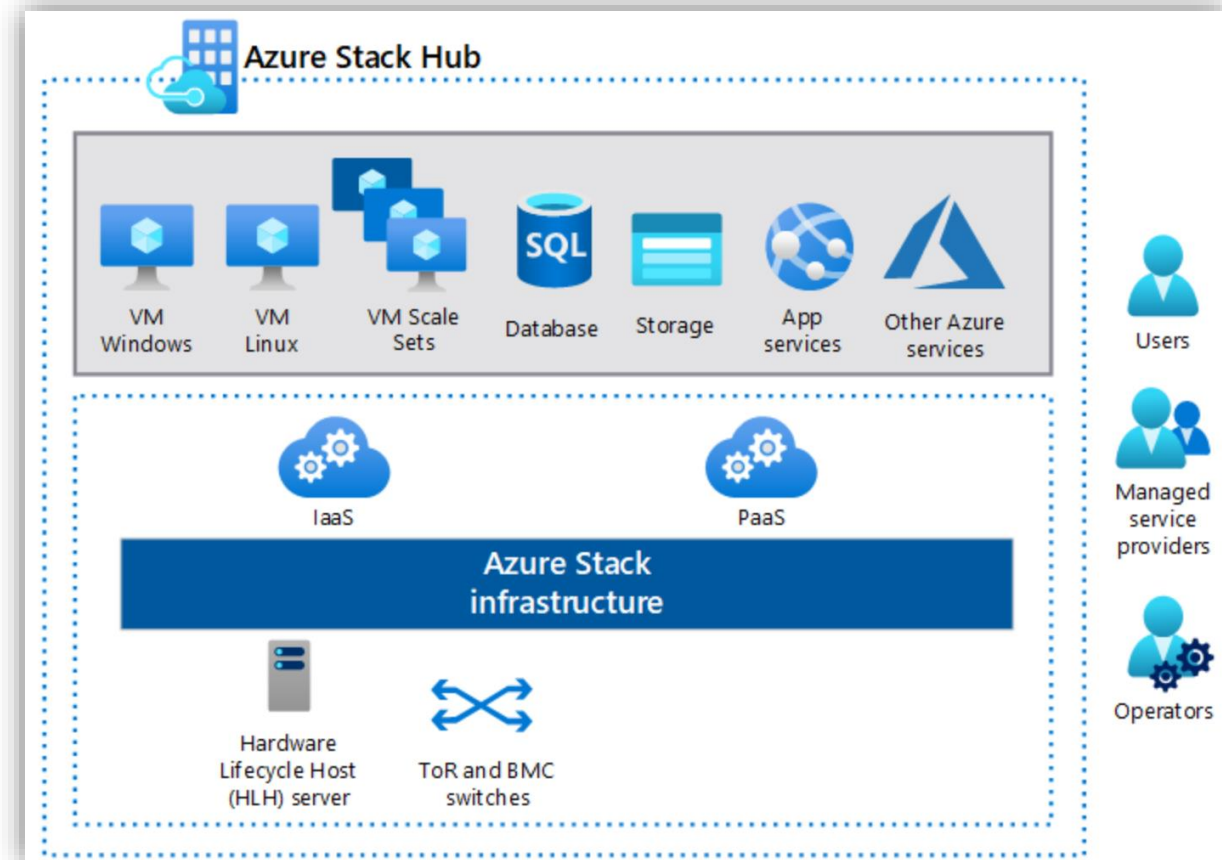 Azure Stack Hub
VM
Windows
VM
Linux
VM Scale
Sets
SQL
Database
Storage
App
services
Other Azure
services
Users
IaaS
PaaS
Managed
service
providers
Azure Stack
infrastructure
Hardware
Lifecycle Host
(HLH) server
ToR and BMC
switches
Operators